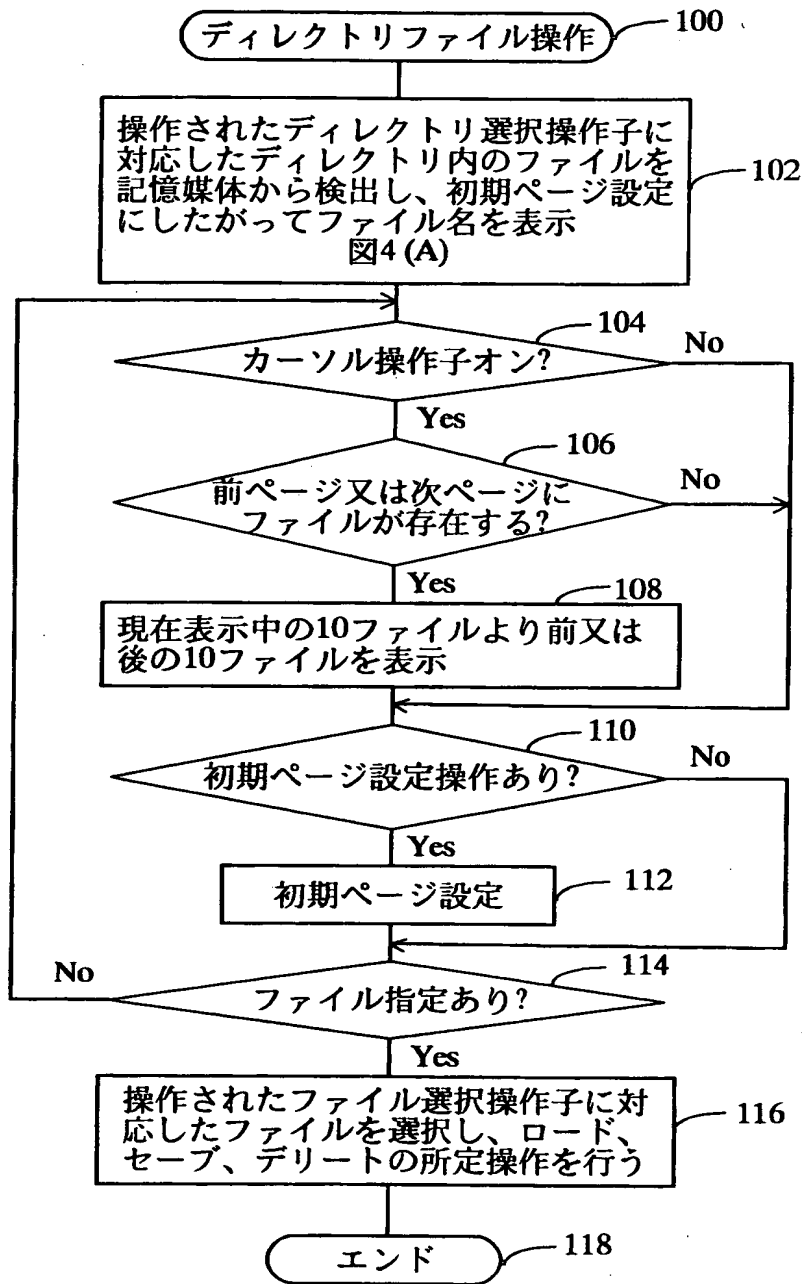 ディレクトリファイル操作
100
操作されたディレクトリ選択操作子に
対応したディレクトリ内のファイルを
記憶媒体から検出し、初期ページ設定
にしたがってファイル名を表示
図4 (A)
102
カーソル操作子オン?
104
No
Yes
前ページ又は次ページに
ファイルが存在する?
106
No
Yes
現在表示中の10ファイルより前又は
後の10ファイルを表示
108
初期ページ設定操作あり?
110
No
Yes
初期ページ設定
112
ファイル指定あり?
114
No
Yes
操作されたファイル選択操作子に対
応したファイルを選択し、ロード、
セーブ、デリートの所定操作を行う
116
エンド
118